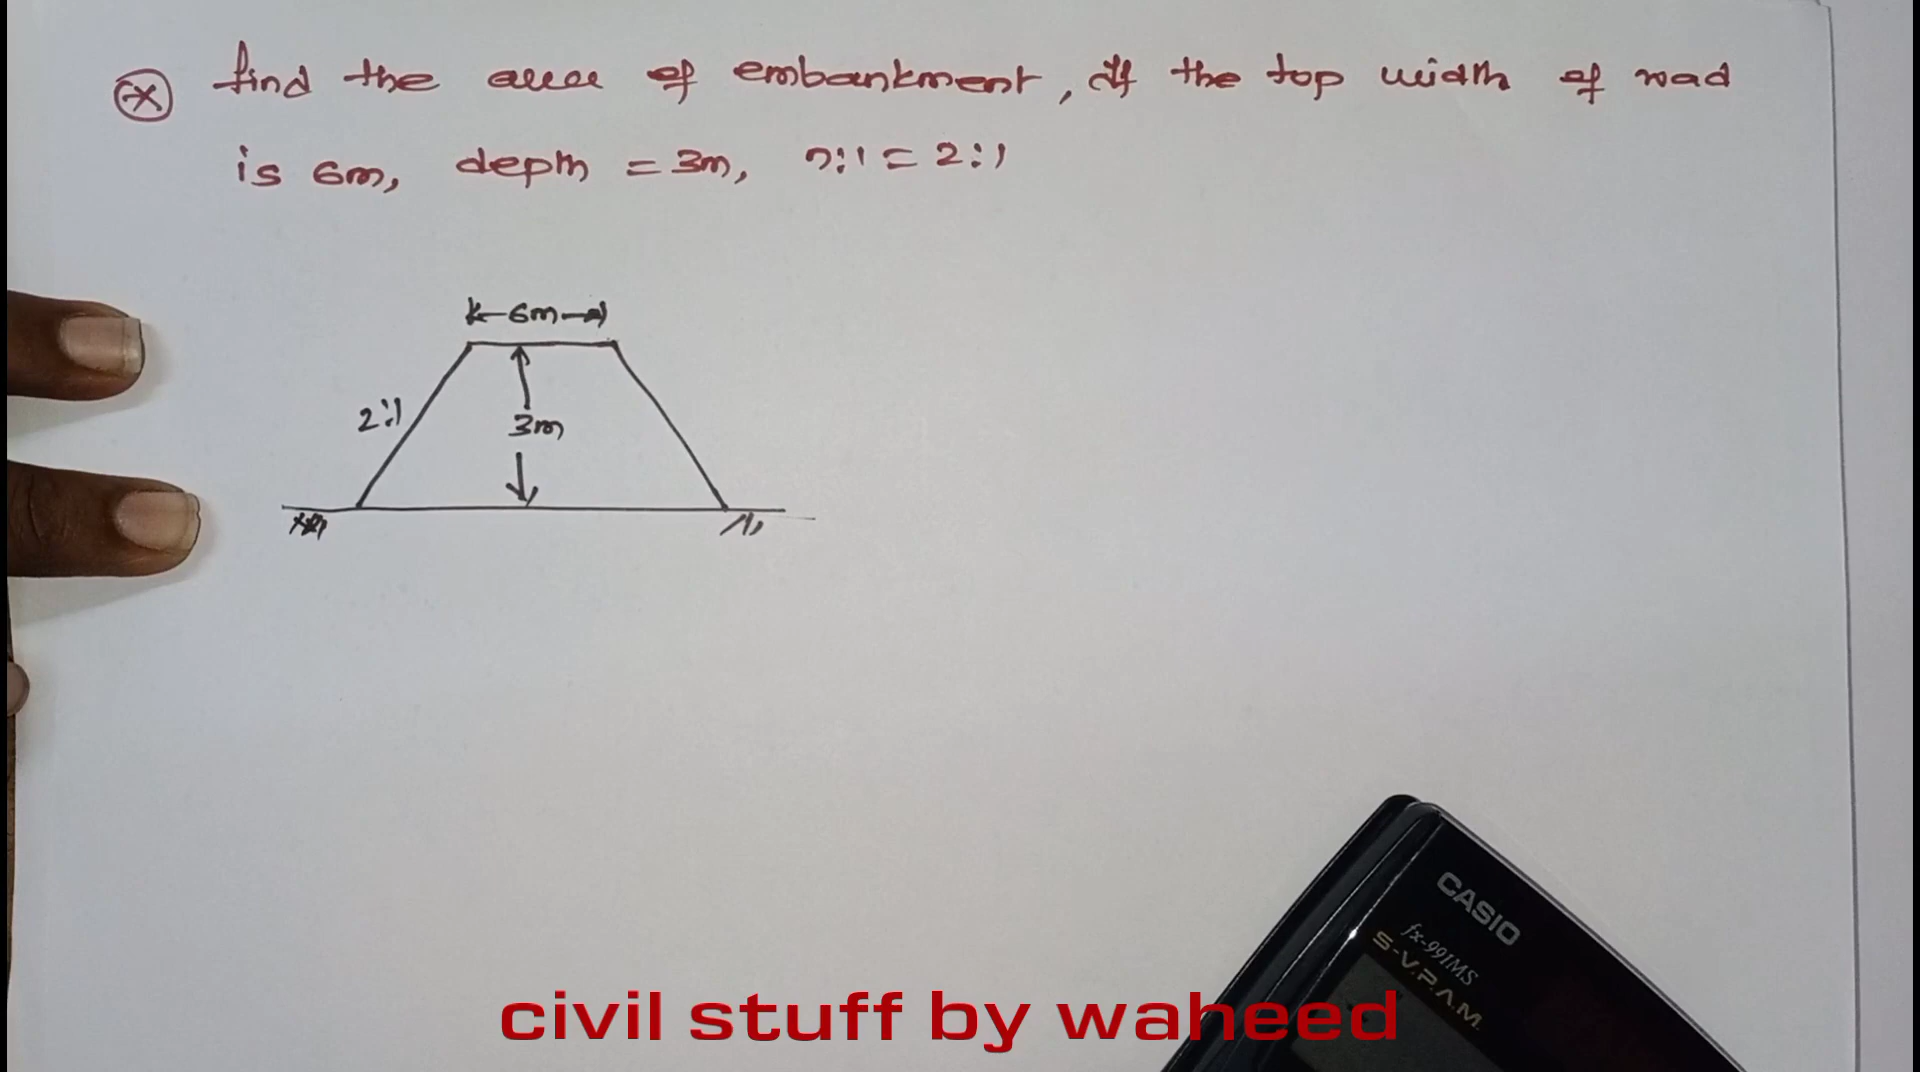 Ex find the area of embankment, If the top width of road
is 6m, depth = 3m, n:1 = 2:1
6m
2:1
3m
CASIO
fx-991MS
S-V.P.A.M.
civil stuff by waheed